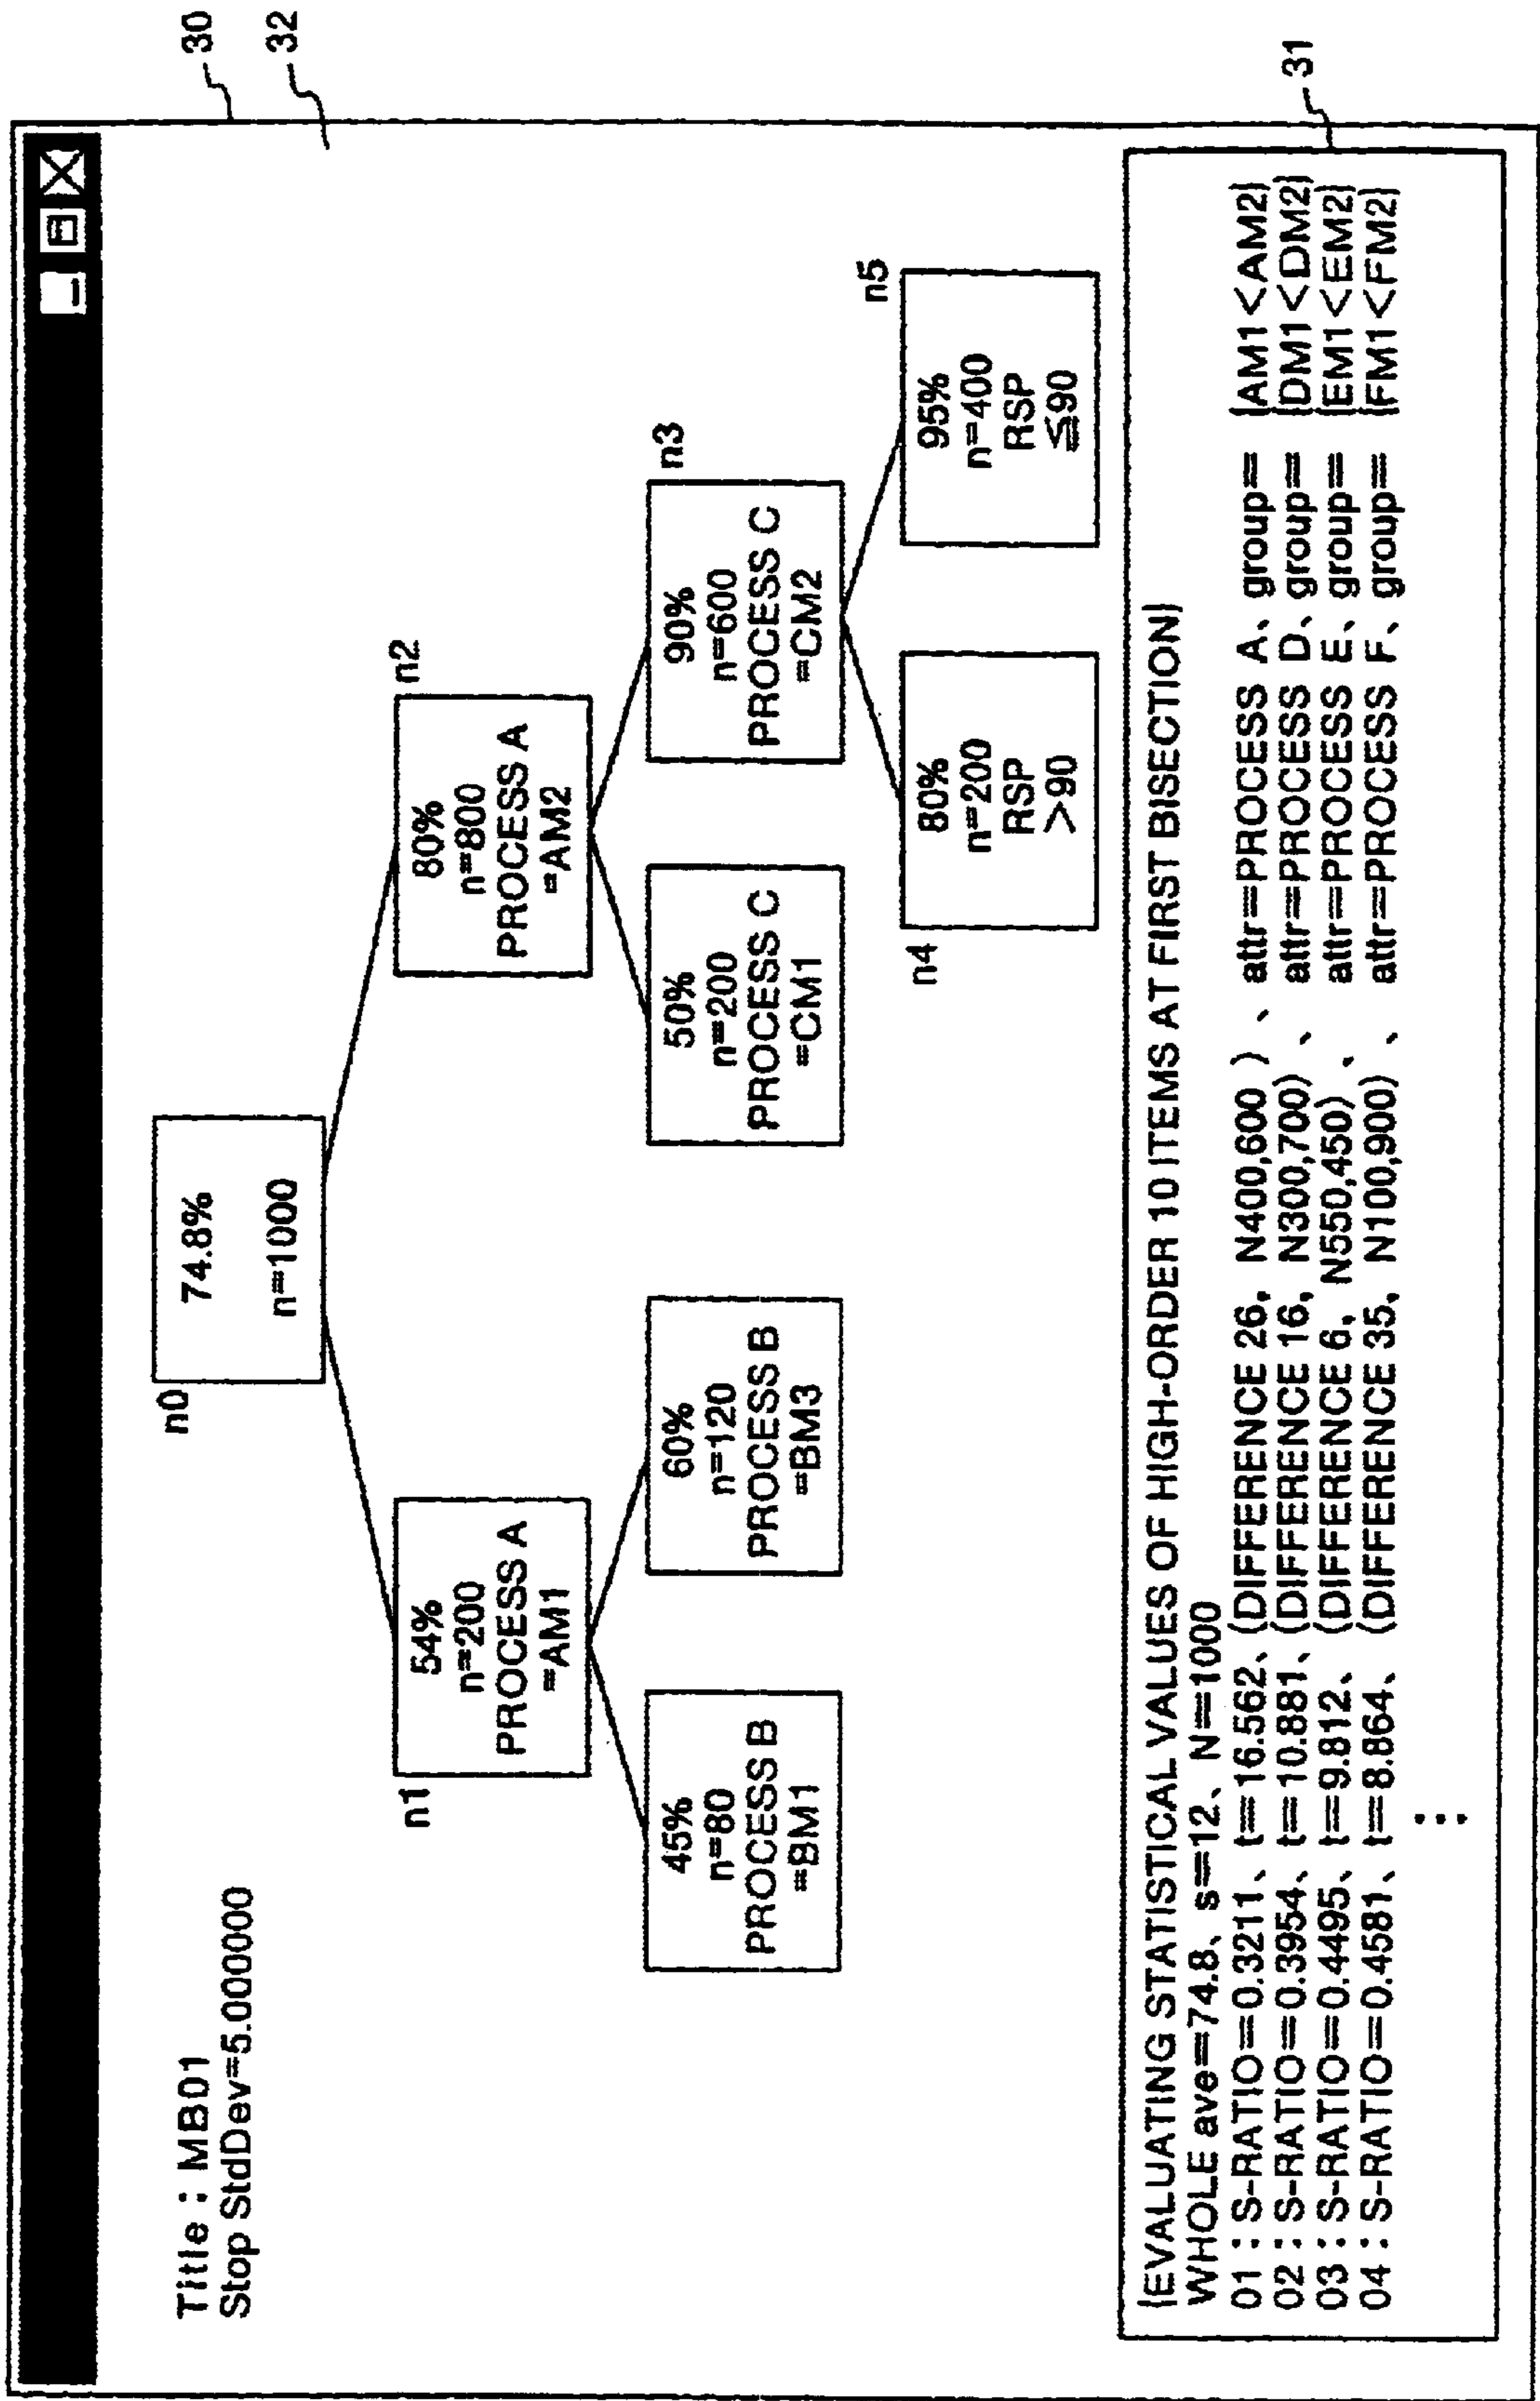 30
32
Title : MB01
Stop StdDev=5.000000
n0
74.8%
n=1000
n1
54%
n=200
PROCESS A
=AM1
n2
80%
n=800
PROCESS A
=AM2
45%
n=80
PROCESS B
=BM1
60%
n=120
PROCESS B
=BM3
50%
n=200
PROCESS C
=CM1
n3
90%
n=600
PROCESS C
=CM2
n4
80%
n=200
RSP
>90
n5
95%
n=400
RSP
≦90
31
{EVALUATING STATISTICAL VALUES OF HIGH-ORDER 10 ITEMS AT FIRST BISECTION}
WHOLE ave=74.8、s=12、N=1000
01 : S-RATIO=0.3211、t=16.562、(DIFFERENCE 26, N400,600 ) 、attr=PROCESS A、group= {AM1<AM2}
02 : S-RATIO=0.3954、t=10.881、(DIFFERENCE 16, N300,700) 、attr=PROCESS D、group= {DM1<DM2}
03 : S-RATIO=0.4495、t=9.812、(DIFFERENCE 6, N550,450) 、attr=PROCESS E、group= {EM1<EM2}
04 : S-RATIO=0.4581、t=8.864、(DIFFERENCE 35, N100,900) 、attr=PROCESS F、group= {FM1<FM2}
⋮